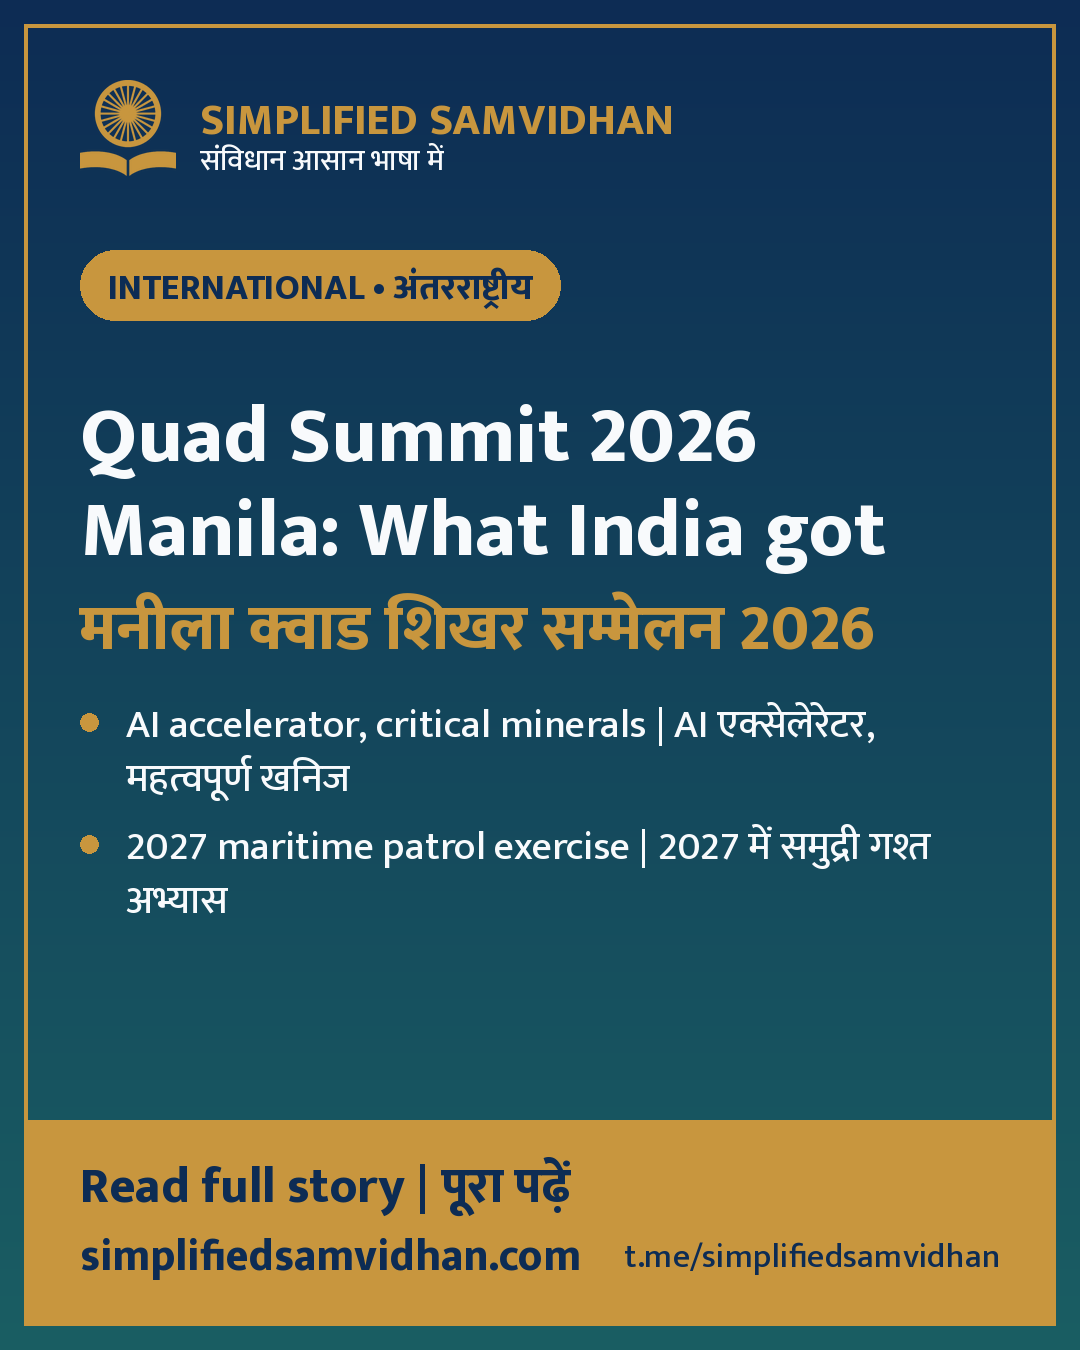 SIMPLIFIED SAMVIDHAN
संविधान आसान भाषा में
INTERNATIONAL • अंतरराष्ट्रीय
Quad Summit 2026
Manila: What India got
मनीला क्वाड शिखर सम्मेलन 2026
AI accelerator, critical minerals | AI एक्सेलेरेटर,
महत्वपूर्ण खनिज
2027 maritime patrol exercise | 2027 में समुद्री गश्त
अभ्यास
Read full story | पूरा पढ़ें
simplifiedsamvidhan.com t.me/simplifiedsamvidhan